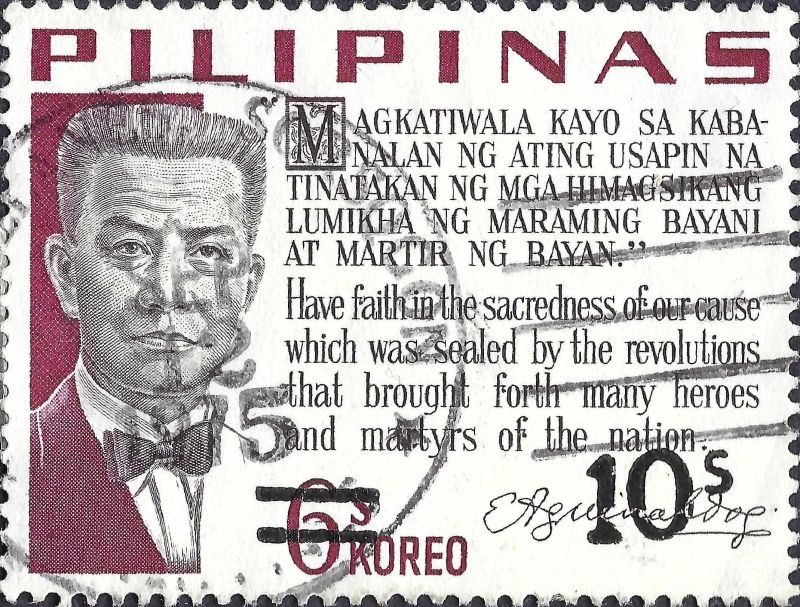 PILIPINAS
“MAGKATIWALA KAYO SA KABA-
NALAN NG ATING USAPIN NA
TINATAKAN NG MGA HIMAGSIKANG
LUMIKHA NG MARAMING BAYANI
AT MARTIR NG BAYAN.”
Have faith in the sacredness of our cause
which was sealed by the revolutions
that brought forth many heroes
and martyrs of the nation.
6s KOREO
10s
EAguinaldo